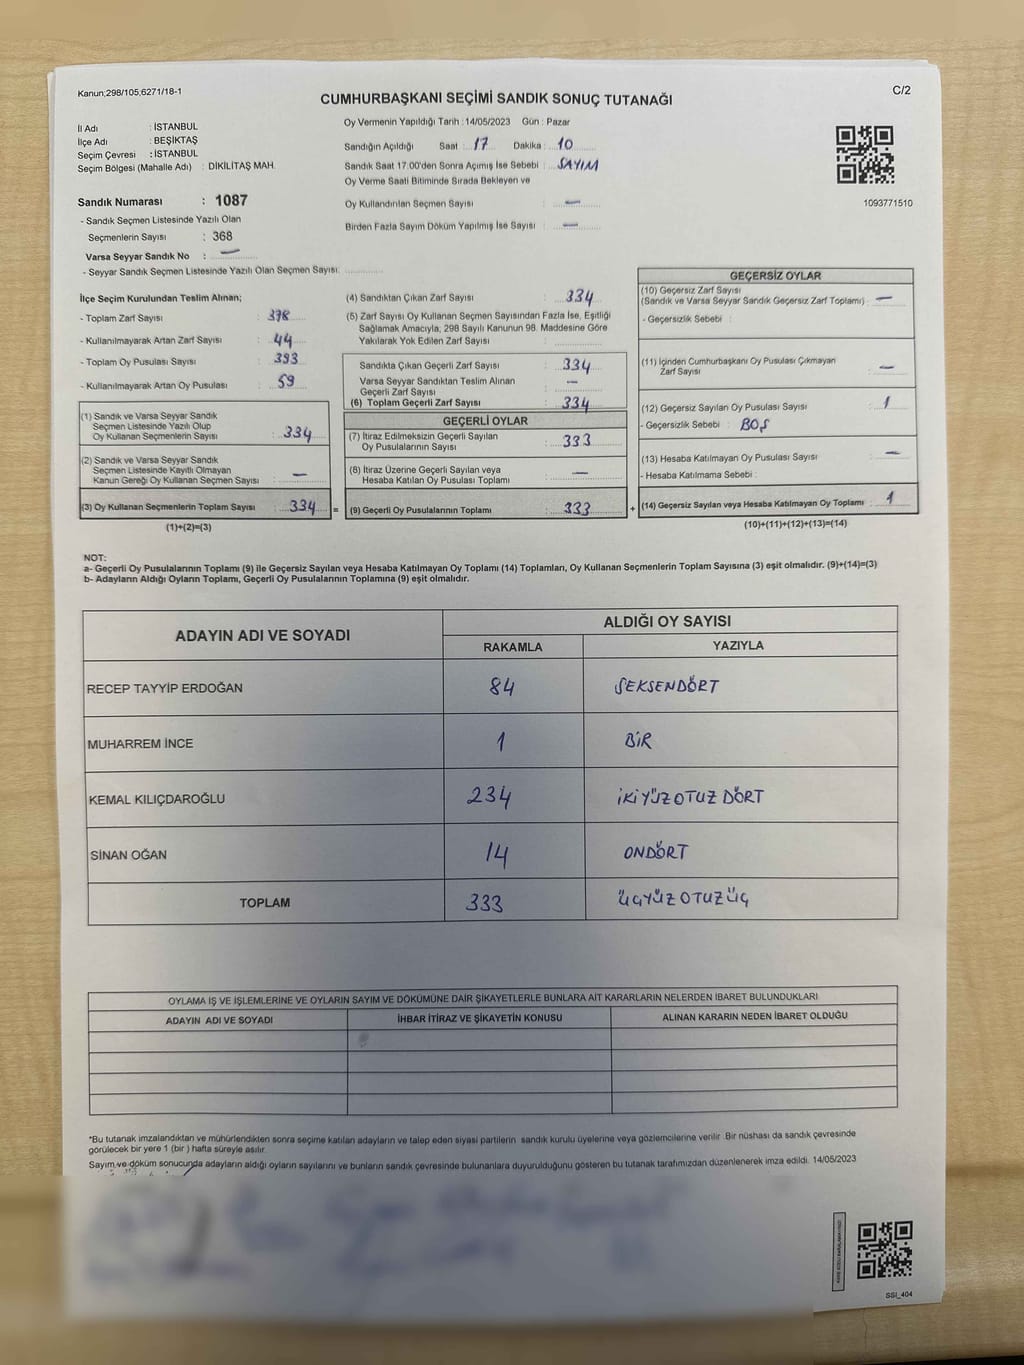 Kanun;298/105,6271/18-1
C/2
CUMHURBAŞKANI SEÇİMİ SANDIK SONUÇ TUTANAĞI
İl Adı : İSTANBUL
İlçe Adı : BEŞİKTAŞ
Seçim Çevresi : İSTANBUL
Seçim Bölgesi (Mahalle Adı) : DİKİLİTAŞ MAH.
Sandık Numarası : 1087
- Sandık Seçmen Listesinde Yazılı Olan
Seçmenlerin Sayısı : 368
Varsa Seyyar Sandık No : —
- Seyyar Sandık Seçmen Listesinde Yazılı Olan Seçmen Sayısı:
Oy Vermenin Yapıldığı Tarih : 14/05/2023 Gün : Pazar
Sandığın Açıldığı Saat : 17 Dakika : 10
Sandık Saat 17:00'den Sonra Açımış İse Sebebi : SAYIM
Oy Verme Saati Bitiminde Sırada Bekleyen ve
Oy Kullandırılan Seçmen Sayısı : —
Birden Fazla Sayım Döküm Yapılmış İse Sayısı : —
1093771510
İlçe Seçim Kurulundan Teslim Alınan;
- Toplam Zarf Sayısı : 378
- Kullanılmayarak Artan Zarf Sayısı : 44
- Toplam Oy Pusulası Sayısı : 393
- Kullanılmayarak Artan Oy Pusulası : 59
(1) Sandık ve Varsa Seyyar Sandık
Seçmen Listesinde Yazılı Olup
Oy Kullanan Seçmenlerin Sayısı : 334
(2) Sandık ve Varsa Seyyar Sandık
Seçmen Listesinde Kayıtlı Olmayan
Kanun Gereği Oy Kullanan Seçmen Sayısı : —
(3) Oy Kullanan Seçmenlerin Toplam Sayısı : 334
(1)+(2)=(3)
(4) Sandıktan Çıkan Zarf Sayısı : 334
(5) Zarf Sayısı Oy Kullanan Seçmen Sayısından Fazla İse, Eşitliği
Sağlamak Amacıyla, 298 Sayılı Kanunun 98. Maddesine Göre
Yakılarak Yok Edilen Zarf Sayısı :
Sandıkta Çıkan Geçerli Zarf Sayısı : 334
Varsa Seyyar Sandıktan Teslim Alınan
Geçerli Zarf Sayısı : —
(6) Toplam Geçerli Zarf Sayısı : 334
GEÇERLİ OYLAR
(7) İtiraz Edilmeksizin Geçerli Sayılan
Oy Pusulalarının Sayısı : 333
(8) İtiraz Üzerine Geçerli Sayılan veya
Hesaba Katılan Oy Pusulası Toplamı : —
= (9) Geçerli Oy Pusulalarının Toplamı : 333 +
GEÇERSİZ OYLAR
(10) Geçersiz Zarf Sayısı
(Sandık ve Varsa Seyyar Sandık Geçersiz Zarf Toplamı) : —
- Geçersizlik Sebebi :
(11) İçinden Cumhurbaşkanı Oy Pusulası Çıkmayan
Zarf Sayısı : —
(12) Geçersiz Sayılan Oy Pusulası Sayısı : 1
- Geçersizlik Sebebi : BOŞ
(13) Hesaba Katılmayan Oy Pusulası Sayısı : —
- Hesaba Katılmama Sebebi :
(14) Geçersiz Sayılan veya Hesaba Katılmayan Oy Toplamı : 1
(10)+(11)+(12)+(13)=(14)
NOT:
a- Geçerli Oy Pusulalarının Toplamı (9) ile Geçersiz Sayılan veya Hesaba Katılmayan Oy Toplamı (14) Toplamları, Oy Kullanan Seçmenlerin Toplam Sayısına (3) eşit olmalıdır. (9)+(14)=(3)
b- Adayların Aldığı Oyların Toplamı, Geçerli Oy Pusulalarının Toplamına (9) eşit olmalıdır.
ADAYIN ADI VE SOYADI ALDIĞI OY SAYISI
RAKAMLA YAZIYLA
RECEP TAYYİP ERDOĞAN 84 SEKSENDÖRT
MUHARREM İNCE 1 BİR
KEMAL KILIÇDAROĞLU 234 İKİYÜZOTUZ DÖRT
SİNAN OĞAN 14 ONDÖRT
TOPLAM 333 ÜÇYÜZ OTUZ ÜÇ
OYLAMA İŞ VE İŞLEMLERİNE VE OYLARIN SAYIM VE DÖKÜMÜNE DAİR ŞİKAYETLERLE BUNLARA AİT KARARLARIN NELERDEN İBARET BULUNDUKLARI
ADAYIN ADI VE SOYADI İHBAR İTİRAZ VE ŞİKAYETİN KONUSU ALINAN KARARIN NEDEN İBARET OLDUĞU
*Bu tutanak imzalandıktan ve mühürlendikten sonra seçime katılan adayların ve talep eden siyasi partilerin sandık kurulu üyelerine veya gözlemcilerine verilir. Bir nüshası da sandık çevresinde
görülecek bir yere 1 (bir) hafta süreyle asılır.
Sayım ve döküm sonucunda adayların aldığı oyların sayılarını ve bunların sandık çevresinde bulunanlara duyurulduğunu gösteren bu tutanak tarafımızdan düzenlenerek imza edildi. 14/05/2023
SSI_404